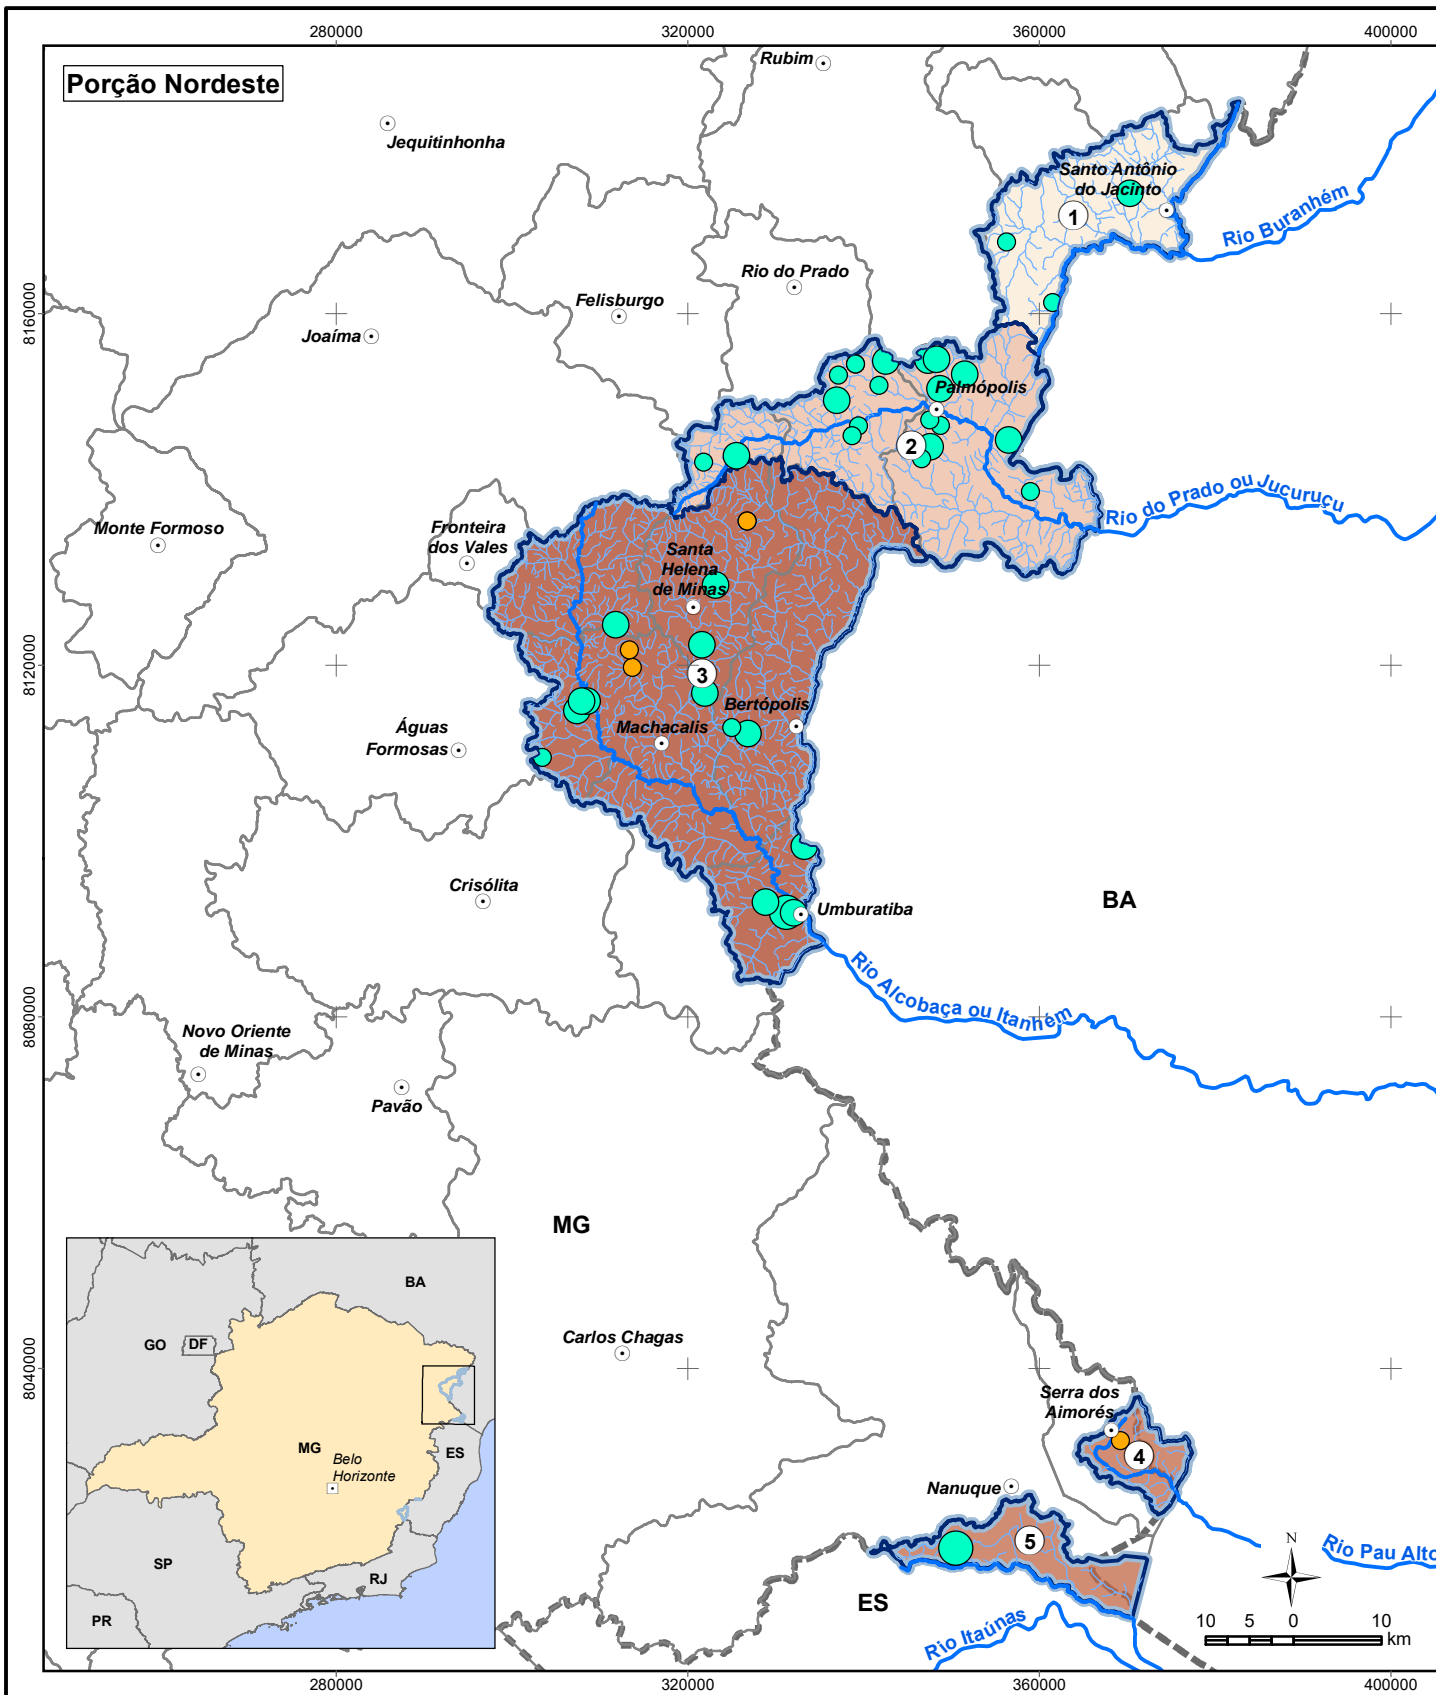 280000
320000
360000
400000
Porção Nordeste
Rubim
Jequitinhonha
Santo Antônio
do Jacinto
1
Rio Buranhém
Rio do Prado
Felisburgo
8160000
Joaíma
Palmópolis
2
Rio do Prado ou Jucuruçu
Monte Formoso
Fronteira
dos Vales
Santa
Helena
de Minas
8120000
3
Bertópolis
Machacalis
Águas
Formosas
Crisólita
Umburatiba
BA
Rio Alcobaça ou Itanhém
8080000
Novo Oriente
de Minas
Pavão
MG
8040000
Carlos Chagas
Serra dos
Aimorés
4
Nanuque
5
Rio Pau Alto
ES
Rio Itaúnas
N
10 5 0 10
km
BA
GO
DF
MG
Belo
Horizonte
ES
SP
RJ
PR
280000
320000
360000
400000